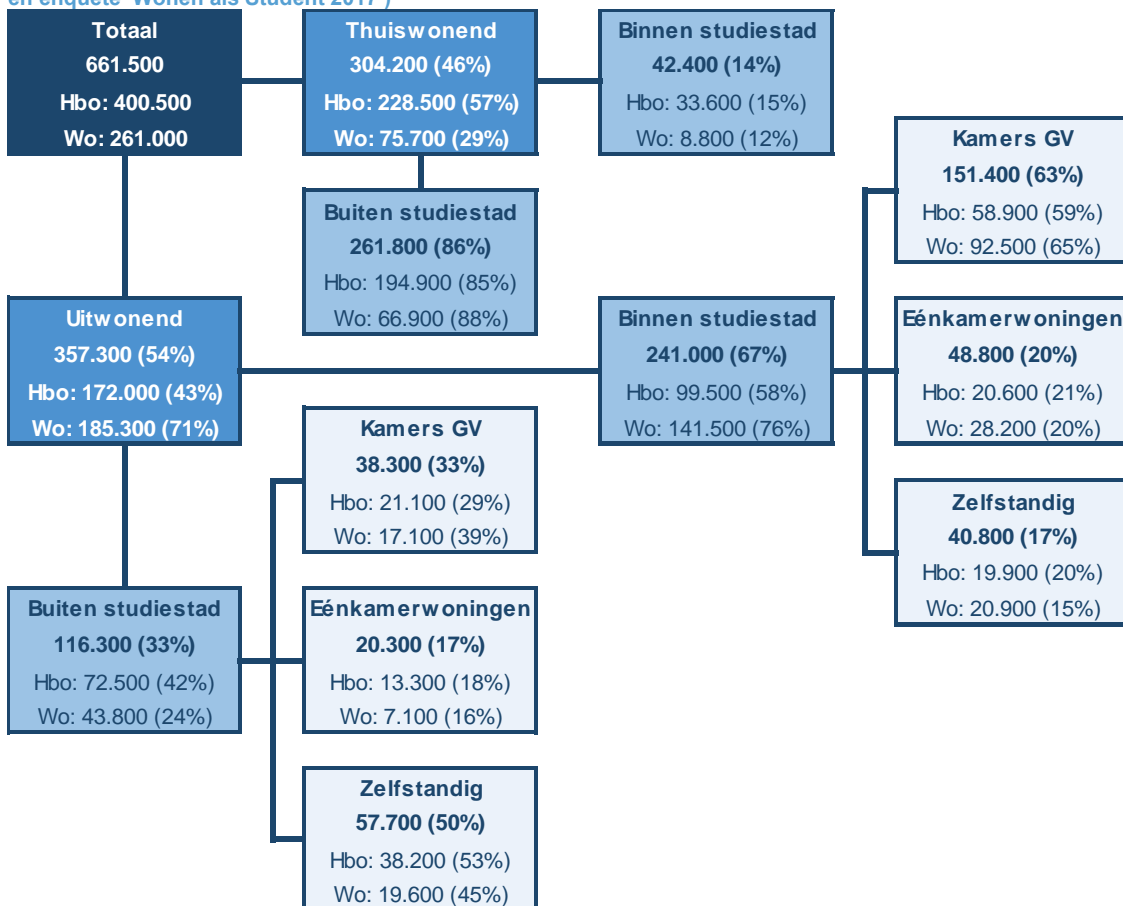 en enquête 'Wonen als Student 2017')
Totaal
661.500
Hbo: 400.500
Wo: 261.000
Thuiswonend
304.200 (46%)
Hbo: 228.500 (57%)
Wo: 75.700 (29%)
Binnen studiestad
42.400 (14%)
Hbo: 33.600 (15%)
Wo: 8.800 (12%)
Buiten studiestad
261.800 (86%)
Hbo: 194.900 (85%)
Wo: 66.900 (88%)
Uitwonend
357.300 (54%)
Hbo: 172.000 (43%)
Wo: 185.300 (71%)
Binnen studiestad
241.000 (67%)
Hbo: 99.500 (58%)
Wo: 141.500 (76%)
Kamers GV
151.400 (63%)
Hbo: 58.900 (59%)
Wo: 92.500 (65%)
Eénkamerwoningen
48.800 (20%)
Hbo: 20.600 (21%)
Wo: 28.200 (20%)
Zelfstandig
40.800 (17%)
Hbo: 19.900 (20%)
Wo: 20.900 (15%)
Buiten studiestad
116.300 (33%)
Hbo: 72.500 (42%)
Wo: 43.800 (24%)
Kamers GV
38.300 (33%)
Hbo: 21.100 (29%)
Wo: 17.100 (39%)
Eénkamerwoningen
20.300 (17%)
Hbo: 13.300 (18%)
Wo: 7.100 (16%)
Zelfstandig
57.700 (50%)
Hbo: 38.200 (53%)
Wo: 19.600 (45%)